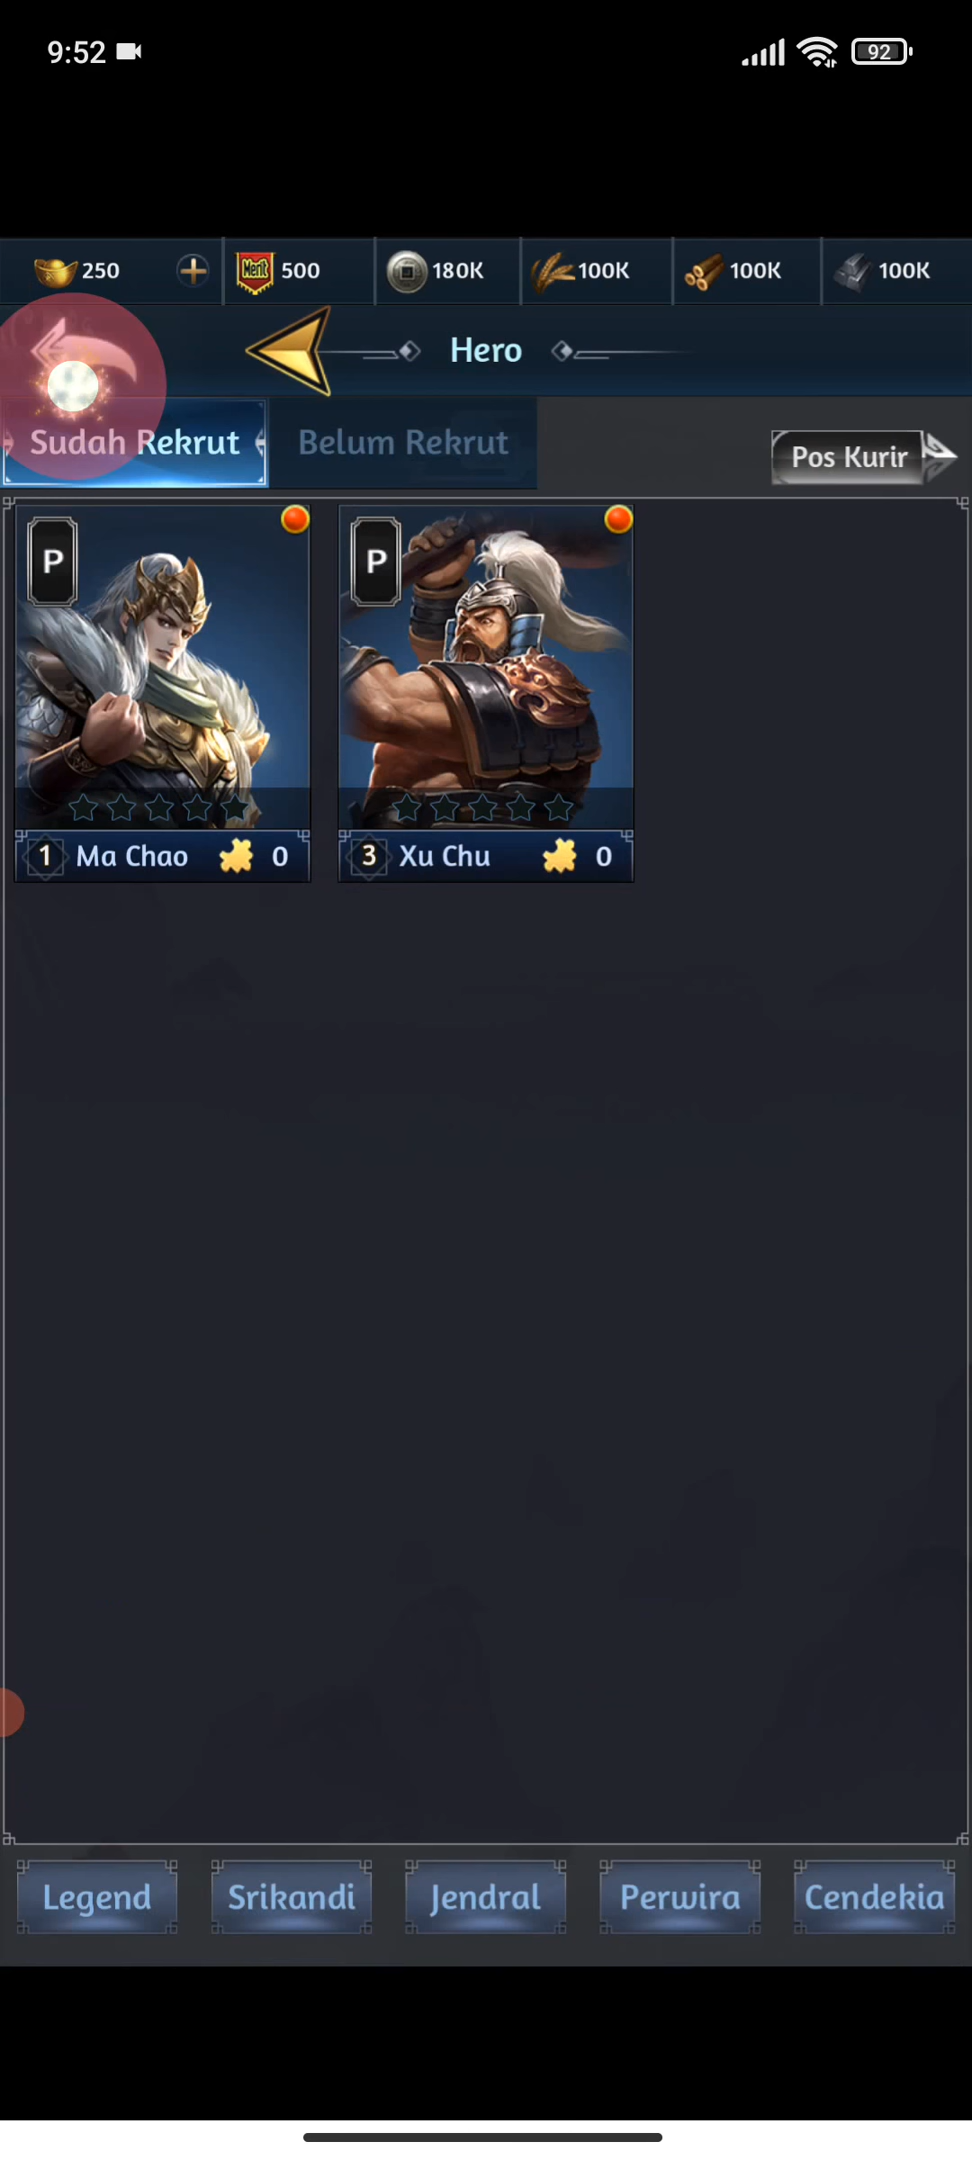 9:52
92
250
Merit 500
180K
100K
100K
100K
Hero
Sudah Rekrut
Belum Rekrut
Pos Kurir
P
P
1 Ma Chao 0
3 Xu Chu 0
Legend
Srikandi
Jendral
Perwira
Cendekia